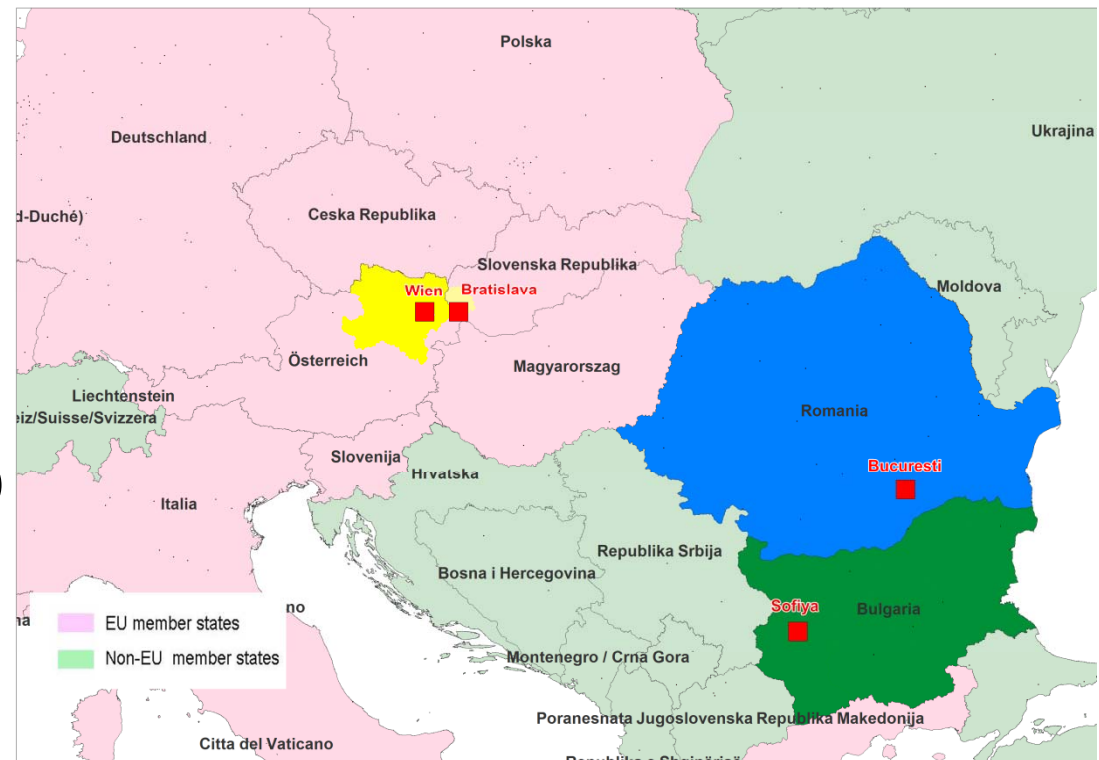 Polska
Deutschland
Ukrajina
d-Duché)
Ceska Republika
Slovenska Republika
Wien
Bratislava
Moldova
Österreich
Magyarorszag
Liechtenstein
eiz/Suisse/Svizzera
Romania
Slovenija
Hrvatska
Bucuresti
)
Italia
Republika Srbija
Bosna i Hercegovina
no
Sofiya
Bulgaria
na
EU member states
Non-EU member states
Montenegro / Crna Gora
Poranesnata Jugoslovenska Republika Makedonija
Citta del Vaticano